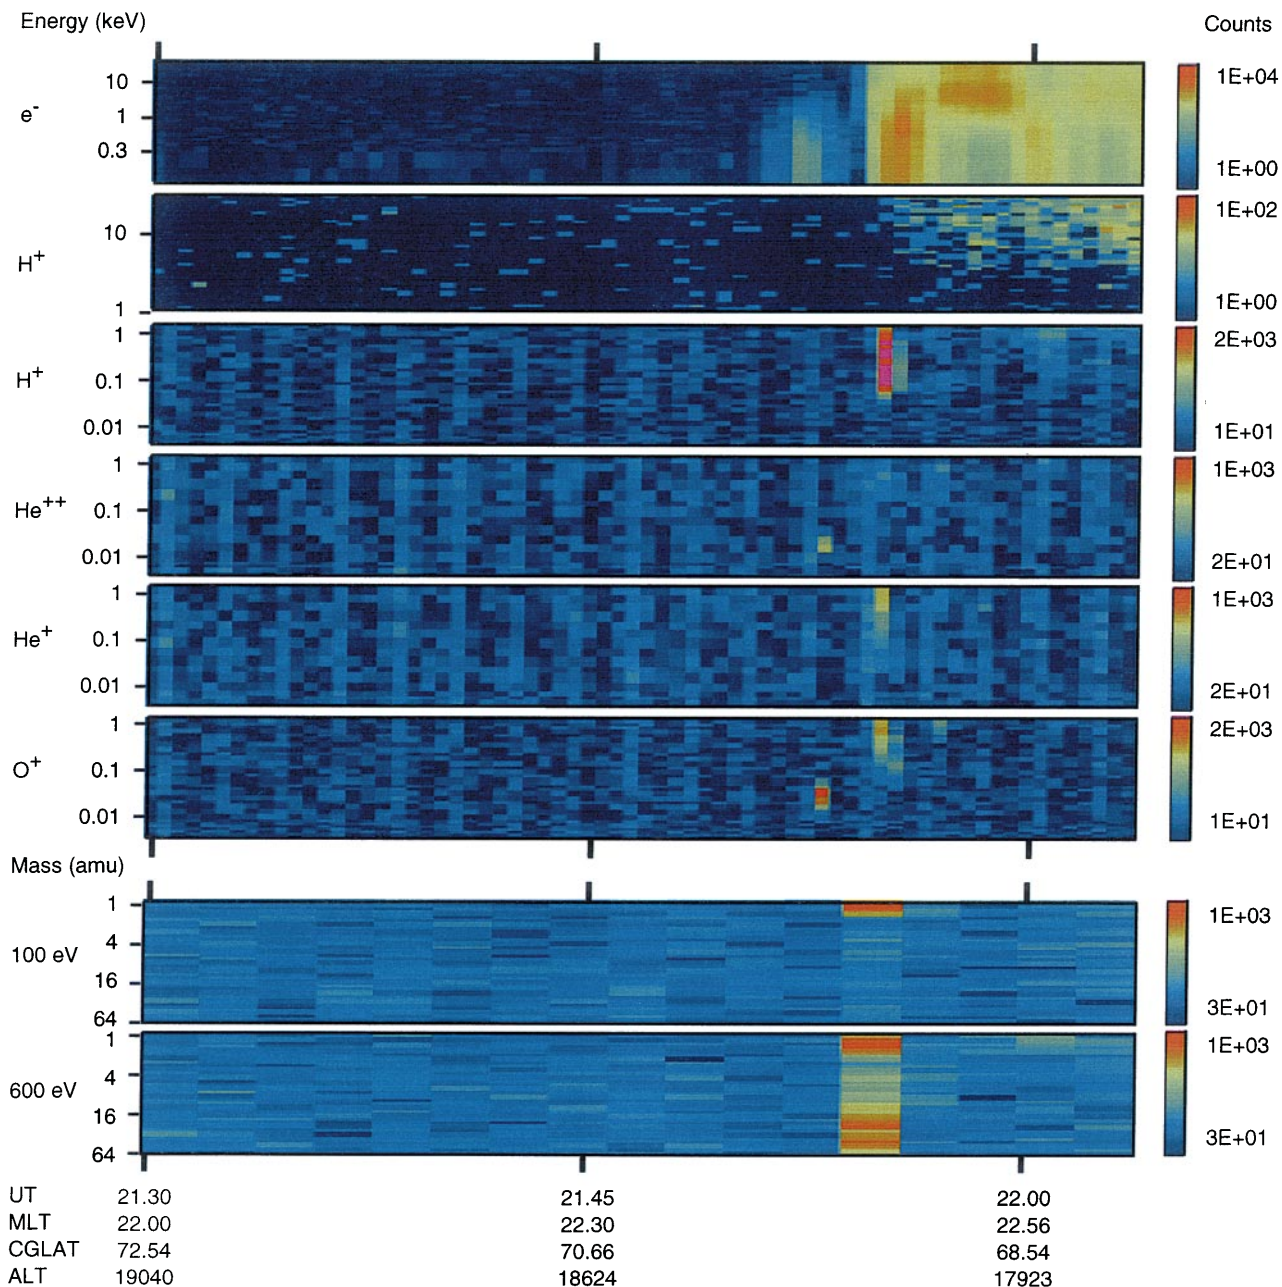 Energy (keV) Counts
10 1E+04
e- 1
0.3 1E+00
1E+02
10
H+
1 1E+00
1 2E+03
H+ 0.1
0.01 1E+01
1 1E+03
He++ 0.1
0.01 2E+01
1 1E+03
He+ 0.1
0.01 2E+01
1 2E+03
O+ 0.1
0.01 1E+01
Mass (amu)
1 1E+03
4
100 eV
16
64 3E+01
1 1E+03
4
600 eV
16
64 3E+01
UT 21.30 21.45 22.00
MLT 22.00 22.30 22.56
CGLAT 72.54 70.66 68.54
ALT 19040 18624 17923